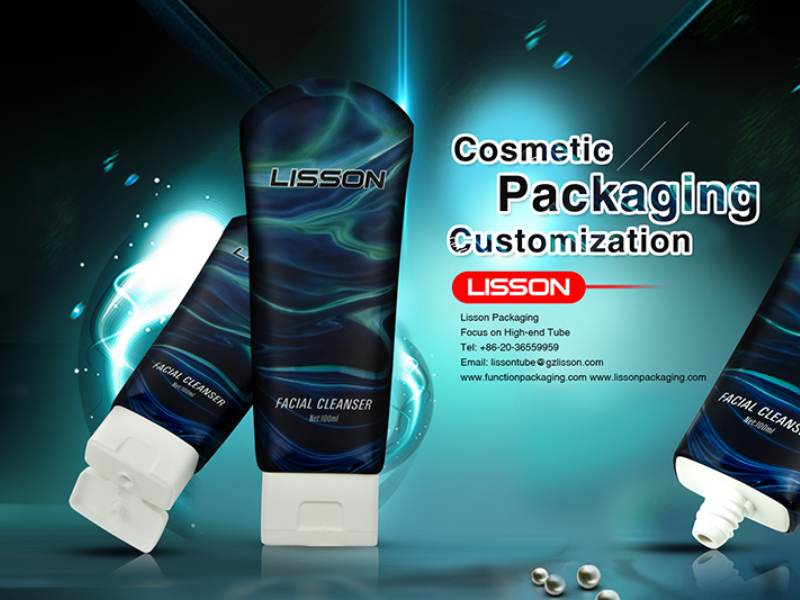 Cosmetic
Packaging
Customization
LISSON
Lisson Packaging
Focus on High-end Tube
Tel: +86-20-36559959
Email: lissontube@gzlisson.com
www.functionpackaging.com www.lissonpackaging.com
LISSON
FACIAL CLEANSER
Net:100ml
L
FACIAL CLEANSER
Net:100ml
FACIAL CLEANS
Net:100ml